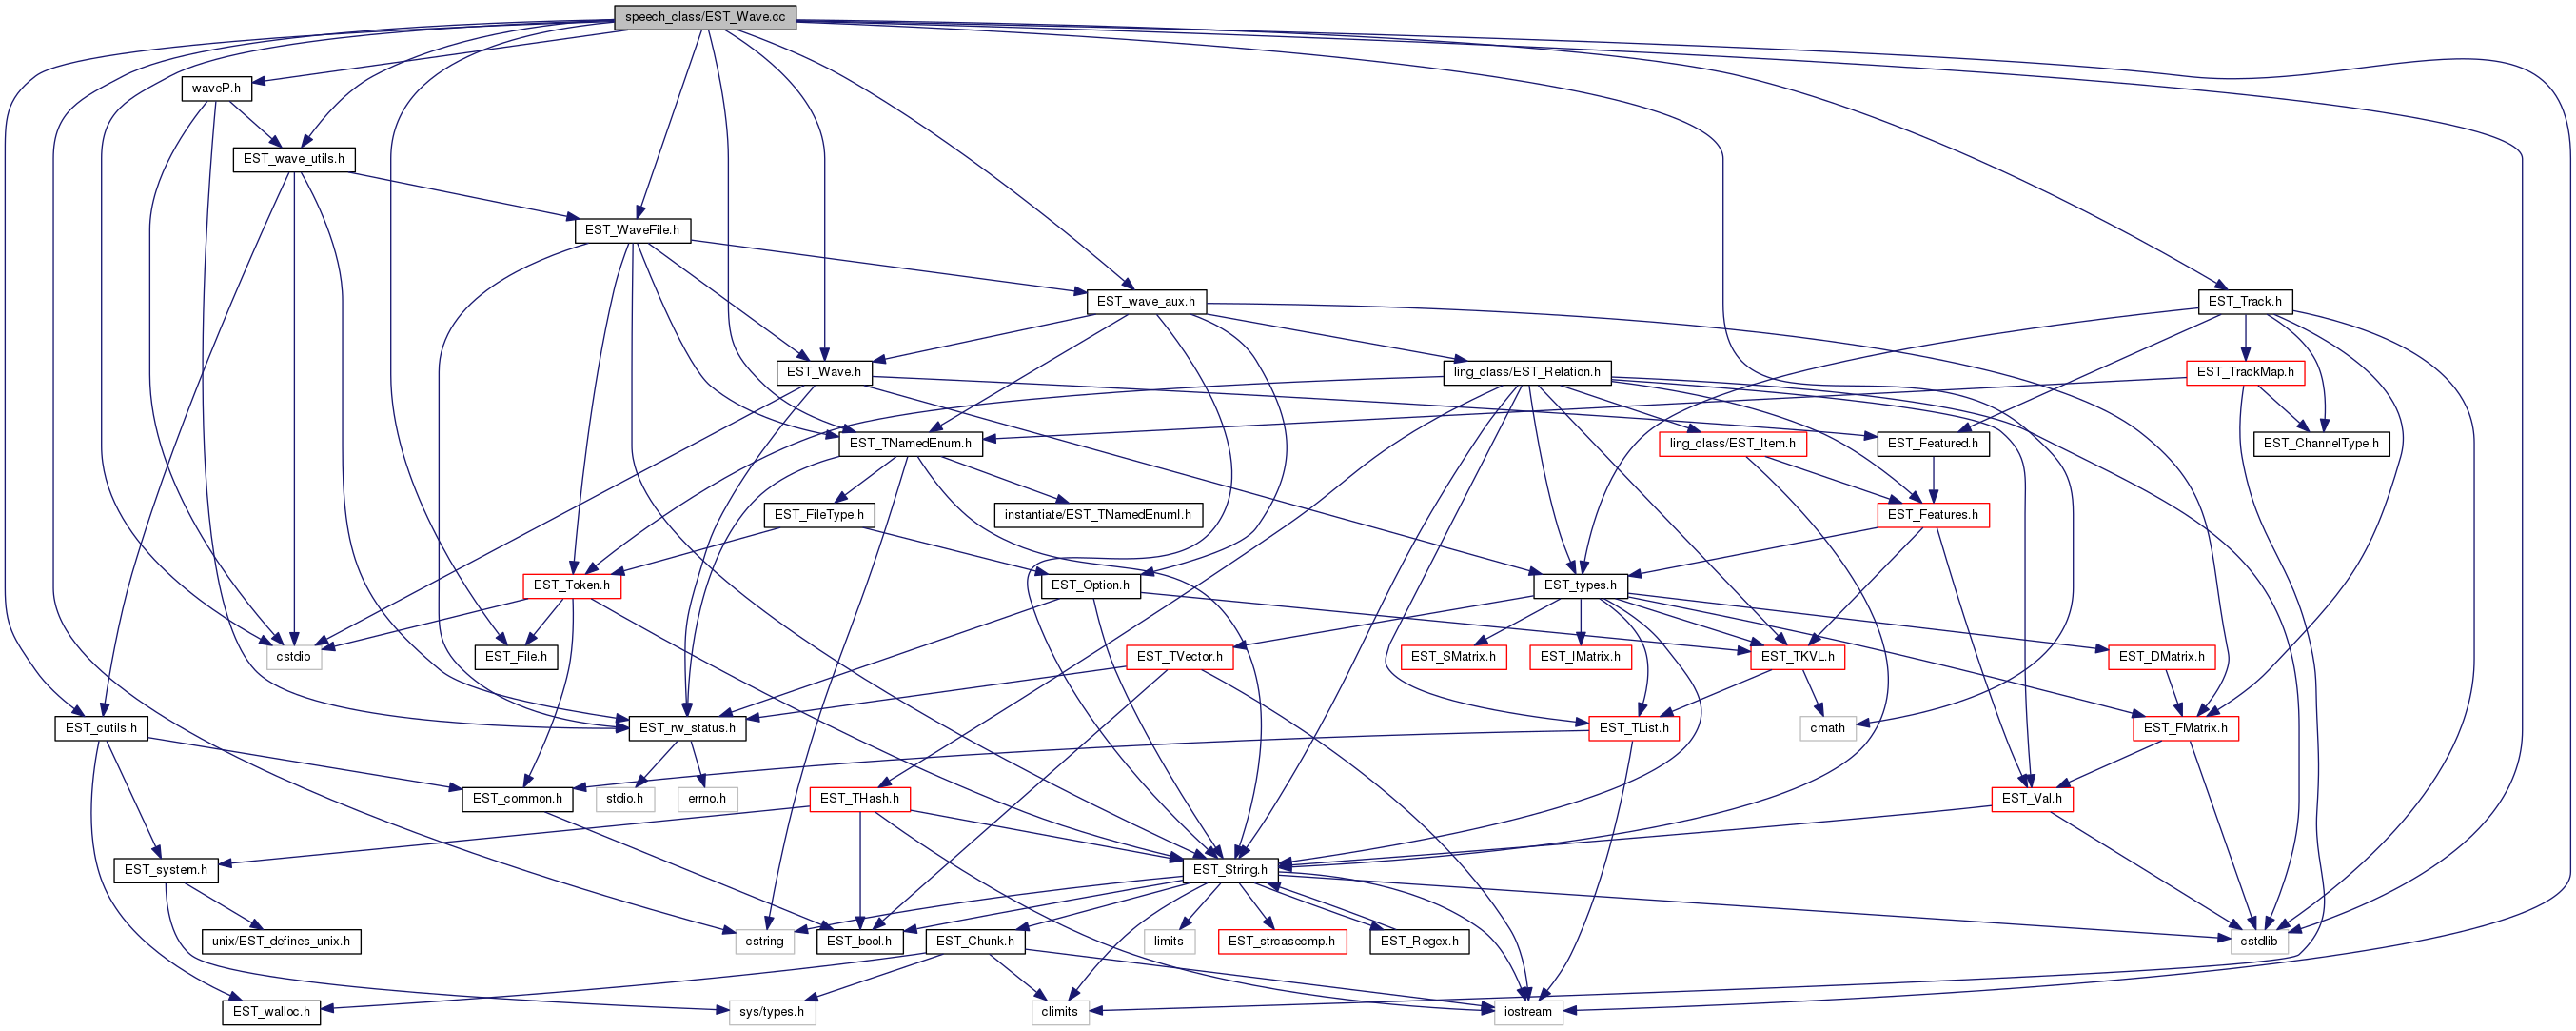 speech_class/EST_Wave.cc
waveP.h
EST_wave_utils.h
EST_WaveFile.h
EST_wave_aux.h
EST_Track.h
EST_Wave.h
ling_class/EST_Relation.h
EST_TrackMap.h
EST_TNamedEnum.h
ling_class/EST_Item.h
EST_Featured.h
EST_ChannelType.h
EST_FileType.h
instantiate/EST_TNamedEnumI.h
EST_Features.h
EST_Token.h
EST_Option.h
EST_types.h
cstdio
EST_File.h
EST_TVector.h
EST_SMatrix.h
EST_IMatrix.h
EST_TKVL.h
EST_DMatrix.h
EST_cutils.h
EST_rw_status.h
EST_TList.h
cmath
EST_FMatrix.h
EST_common.h
stdio.h
errno.h
EST_THash.h
EST_Val.h
EST_system.h
EST_String.h
unix/EST_defines_unix.h
cstring
EST_bool.h
EST_Chunk.h
limits
EST_strcasecmp.h
EST_Regex.h
cstdlib
EST_walloc.h
sys/types.h
climits
iostream